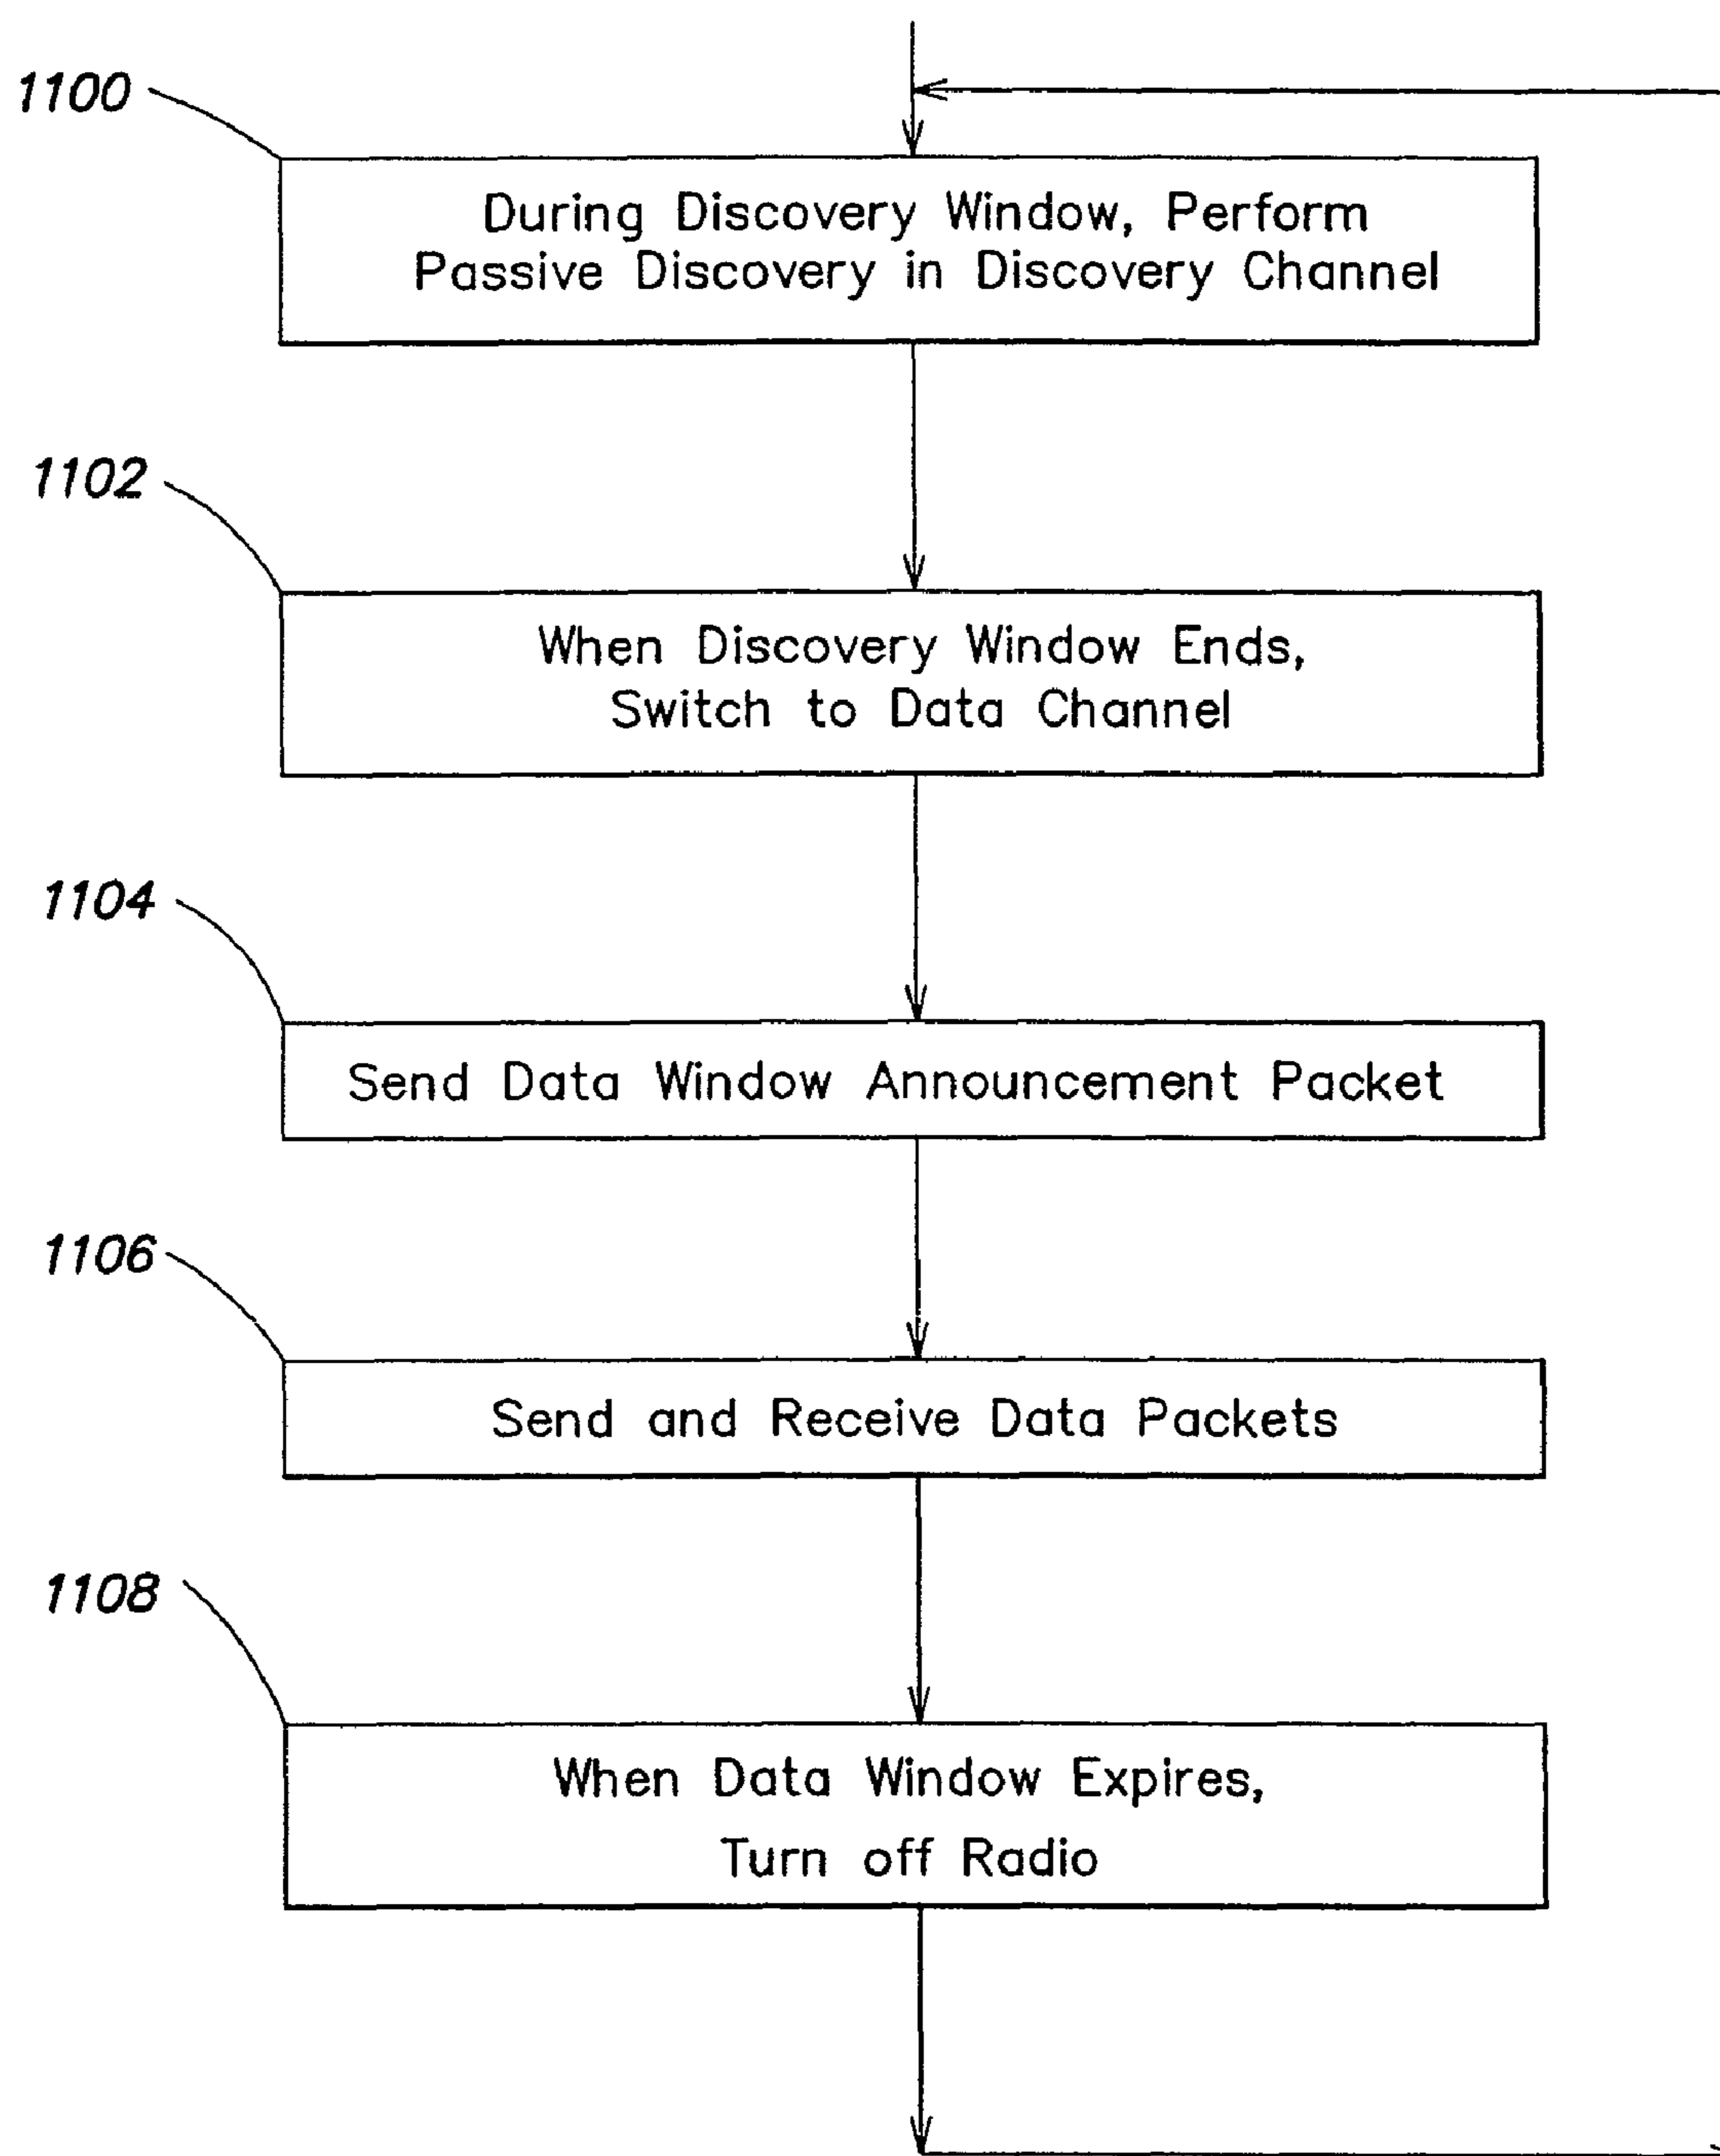 1100
During Discovery Window, Perform
Passive Discovery in Discovery Channel
1102
When Discovery Window Ends,
Switch to Data Channel
1104
Send Data Window Announcement Packet
1106
Send and Receive Data Packets
1108
When Data Window Expires,
Turn off Radio